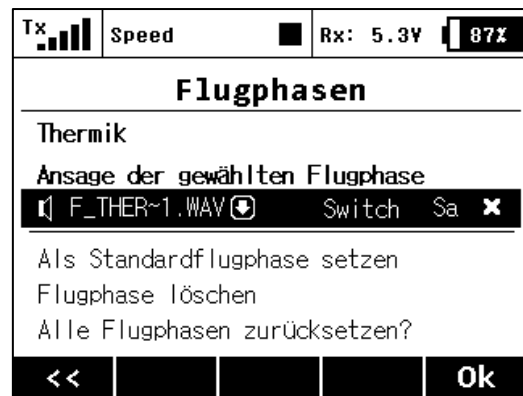 Tx Speed Rx: 5.3V 87%
Flugphasen
Thermik
Ansage der gewählten Flugphase
F_THER~1.WAV Switch Sa ✖
Als Standardflugphase setzen
Flugphase löschen
Alle Flugphasen zurücksetzen?
<< Ok